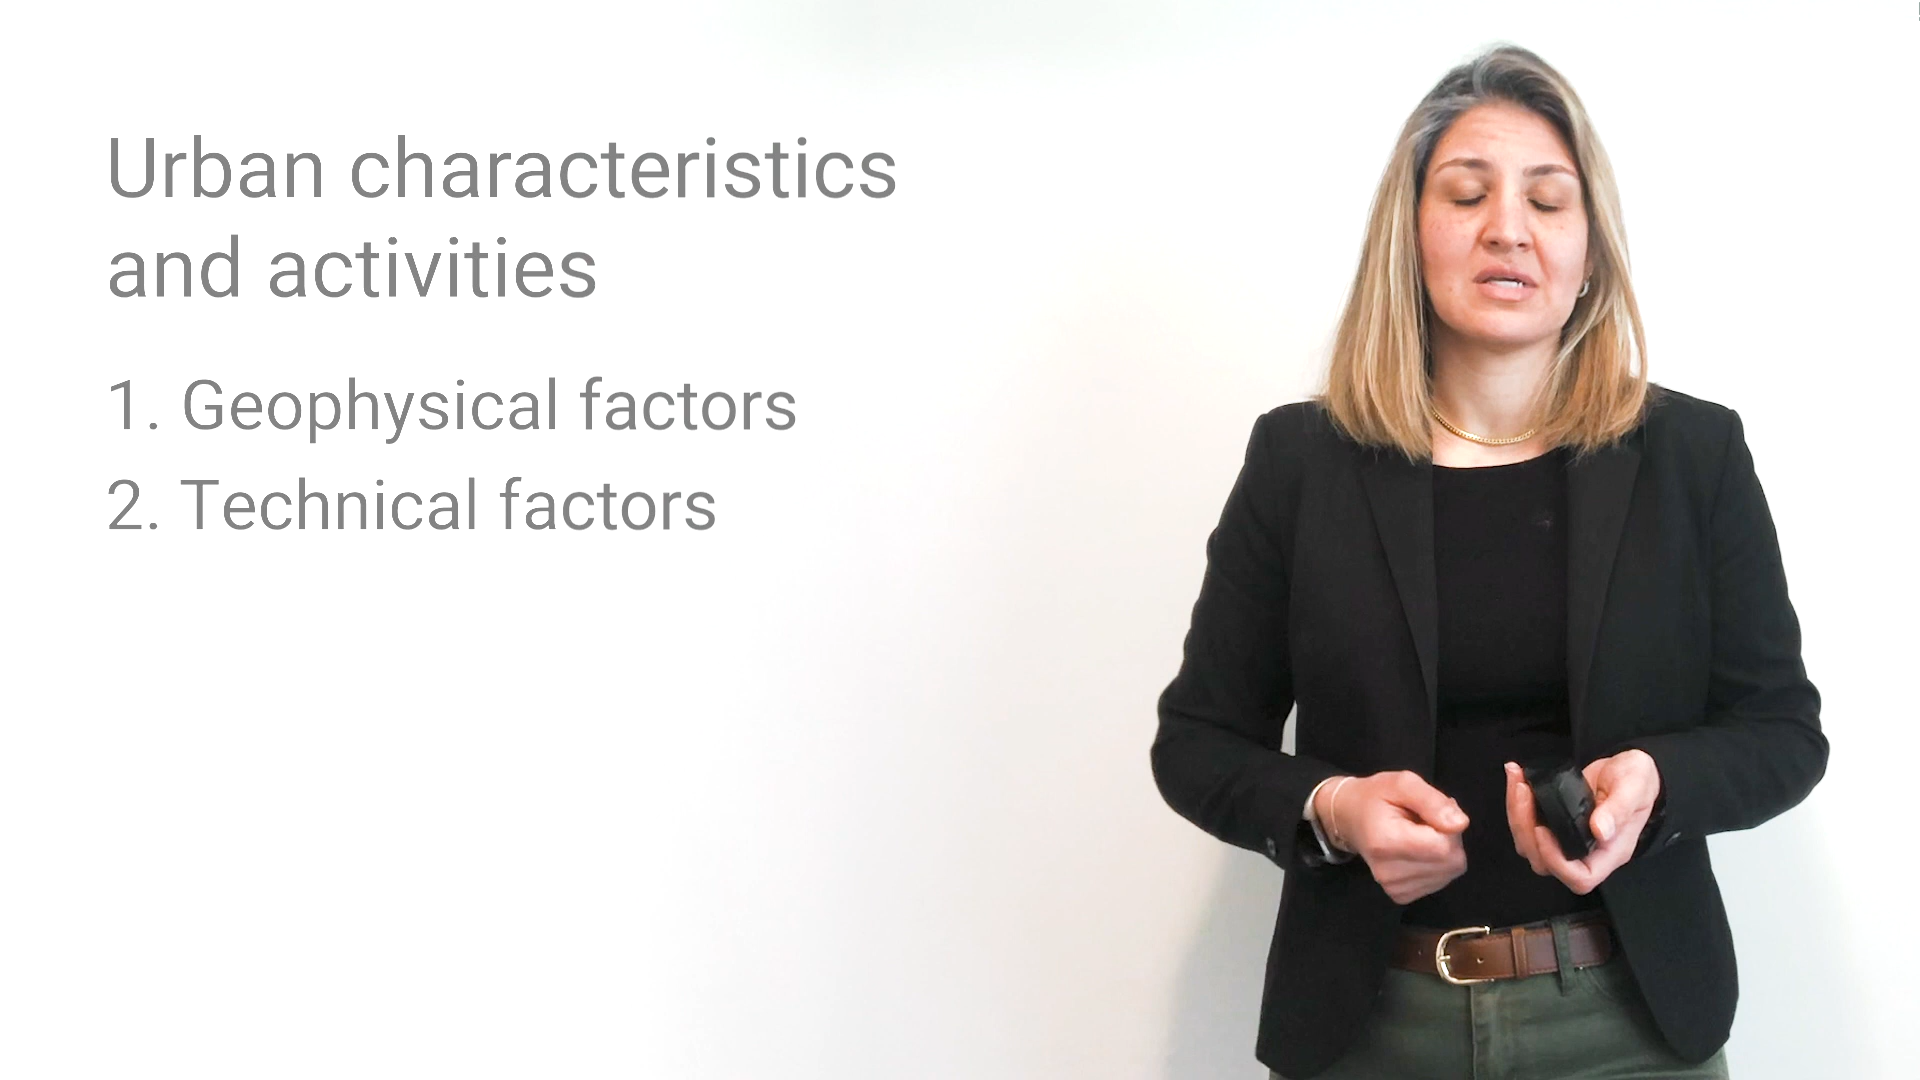 Urban characteristics
and activities
1. Geophysical factors
2. Technical factors